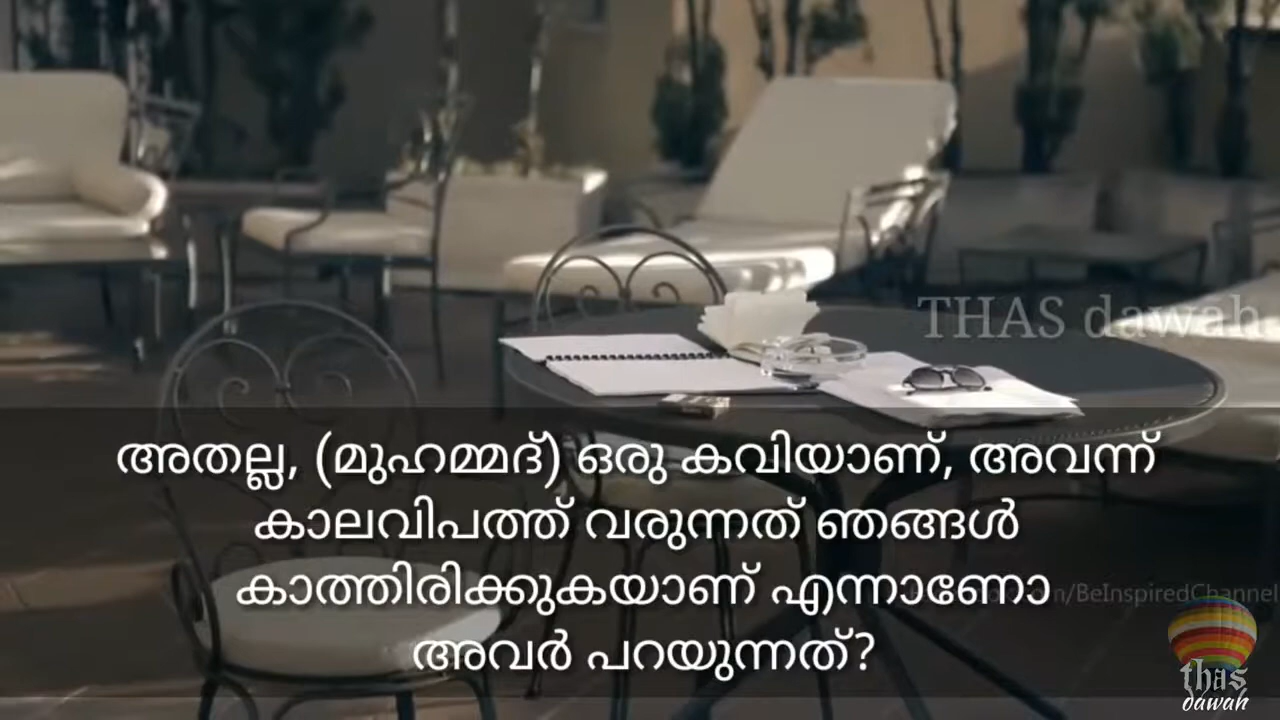 THAS dawah
അതല്ല, (മുഹമ്മദ്) ഒരു കവിയാണ്, അവന്ന്
കാലവിപത്ത് വരുന്നത് ഞങ്ങൾ
കാത്തിരിക്കുകയാണ് എന്നാണോ
/BeInspiredChannel
അവർ പറയുന്നത്?
thas
dawah